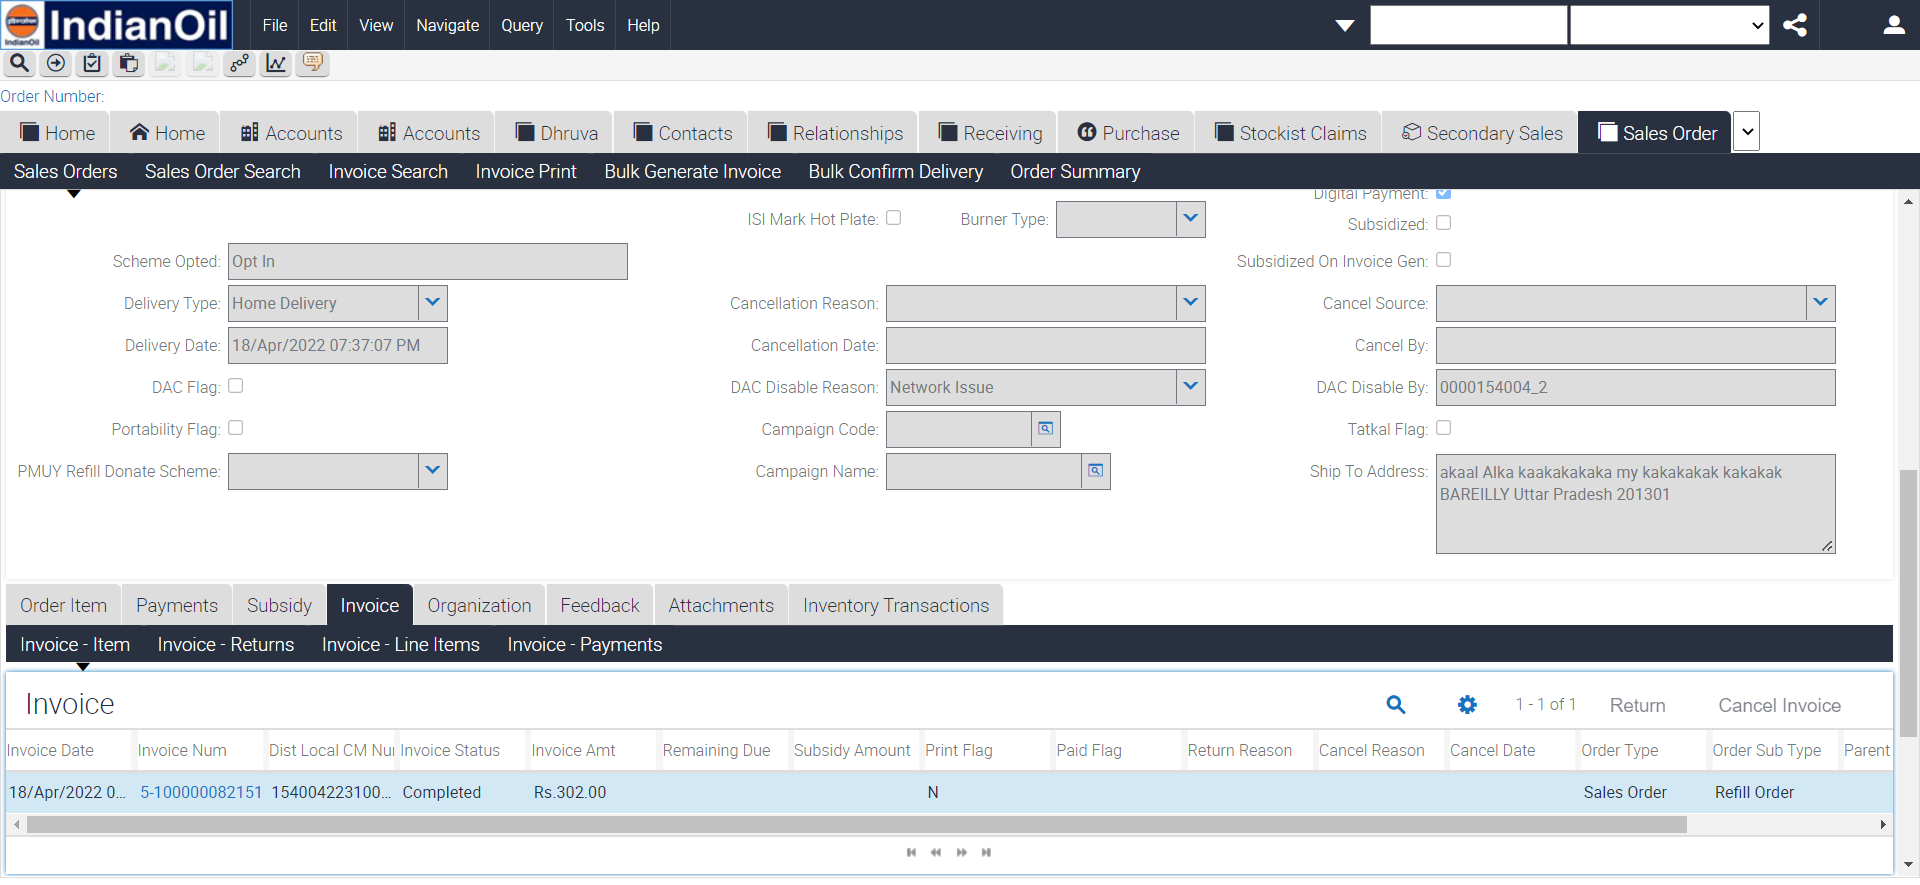 IndianOil
इंडियनऑयल
IndianOil
File Edit View Navigate Query Tools Help
Order Number:
Home Home Accounts Accounts Dhruva Contacts Relationships Receiving Purchase Stockist Claims Secondary Sales Sales Order
Sales Orders Sales Order Search Invoice Search Invoice Print Bulk Generate Invoice Bulk Confirm Delivery Order Summary
Digital Payment:
ISI Mark Hot Plate: Burner Type:
Subsidized:
Scheme Opted: Opt In Subsidized On Invoice Gen:
Delivery Type: Home Delivery Cancellation Reason: Cancel Source:
Delivery Date: 18/Apr/2022 07:37:07 PM Cancellation Date: Cancel By:
DAC Flag: DAC Disable Reason: Network Issue DAC Disable By: 0000154004_2
Portability Flag: Campaign Code: Tatkal Flag:
PMUY Refill Donate Scheme: Campaign Name: Ship To Address: akaal Alka kaakakakaka my kakakakak kakakak
BAREILLY Uttar Pradesh 201301
Order Item Payments Subsidy Invoice Organization Feedback Attachments Inventory Transactions
Invoice - Item Invoice - Returns Invoice - Line Items Invoice - Payments
Invoice 1 - 1 of 1 Return Cancel Invoice
Invoice Date Invoice Num Dist Local CM Nu Invoice Status Invoice Amt Remaining Due Subsidy Amount Print Flag Paid Flag Return Reason Cancel Reason Cancel Date Order Type Order Sub Type Parent
18/Apr/2022 0... 5-100000082151 154004223100... Completed Rs.302.00 N Sales Order Refill Order